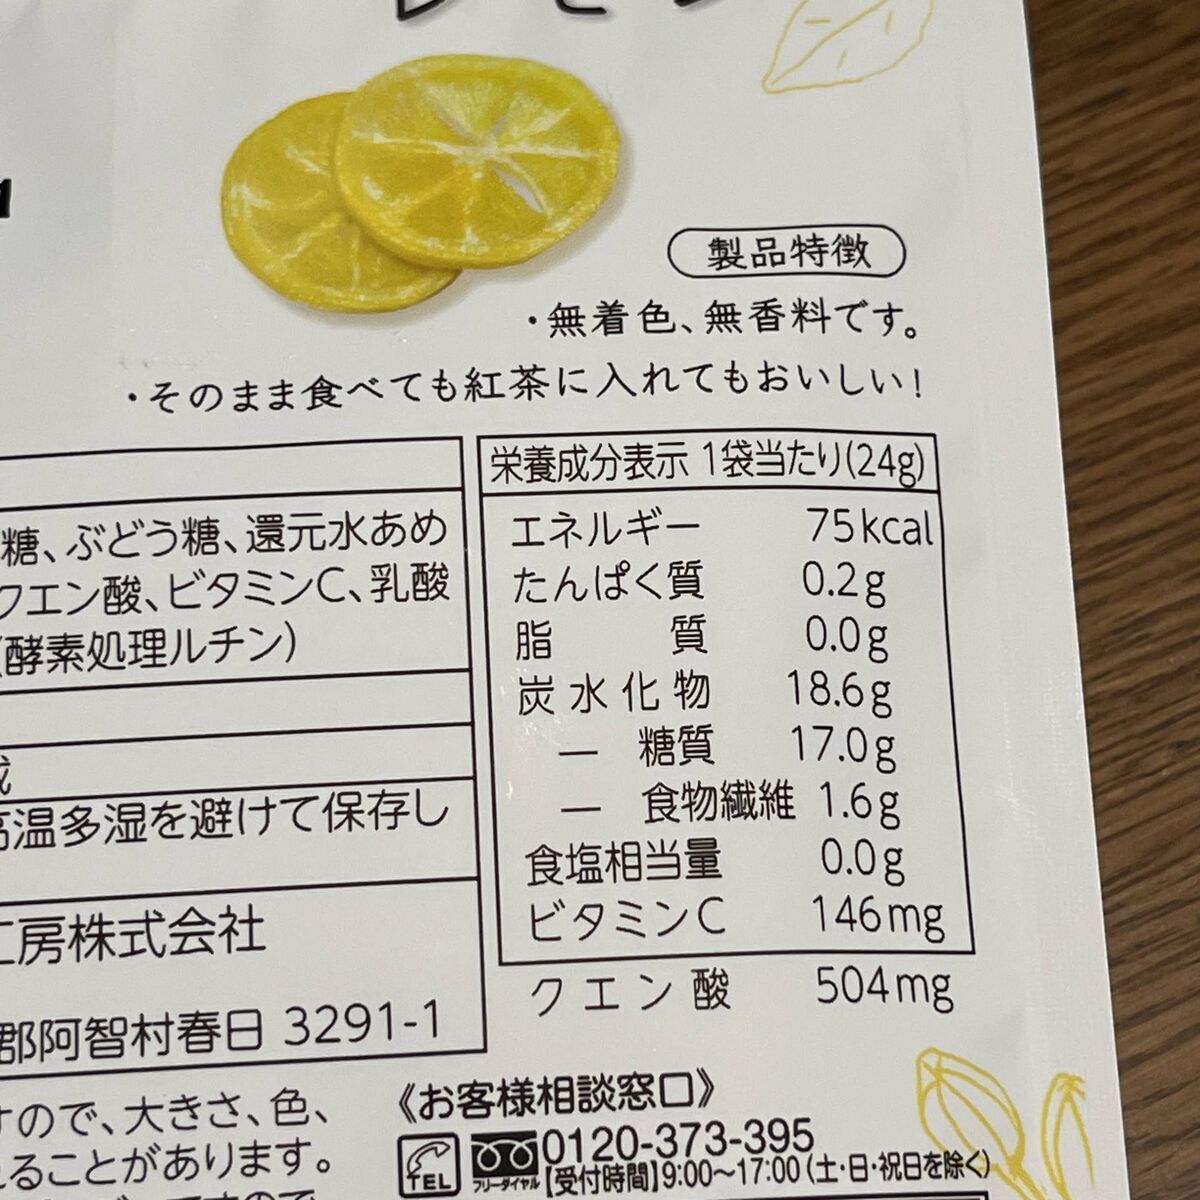 レモン
製品特徴
・無着色、無香料です。
・そのまま食べても紅茶に入れてもおいしい!
糖、ぶどう糖、還元水あめ
クエン酸、ビタミンC、乳酸
(酵素処理ルチン)
高温多湿を避けて保存し
工房株式会社
郡阿智村春日 3291-1
すので、大きさ、色、
れることがあります。
栄養成分表示 1袋当たり(24g)
エネルギー 75kcal
たんぱく質 0.2g
脂質 0.0g
炭水化物 18.6g
― 糖質 17.0g
― 食物繊維 1.6g
食塩相当量 0.0g
ビタミンC 146mg
クエン酸 504mg
《お客様相談窓口》
TEL フリーダイヤル 0120-373-395
【受付時間】9:00~17:00(土・日・祝日を除く)